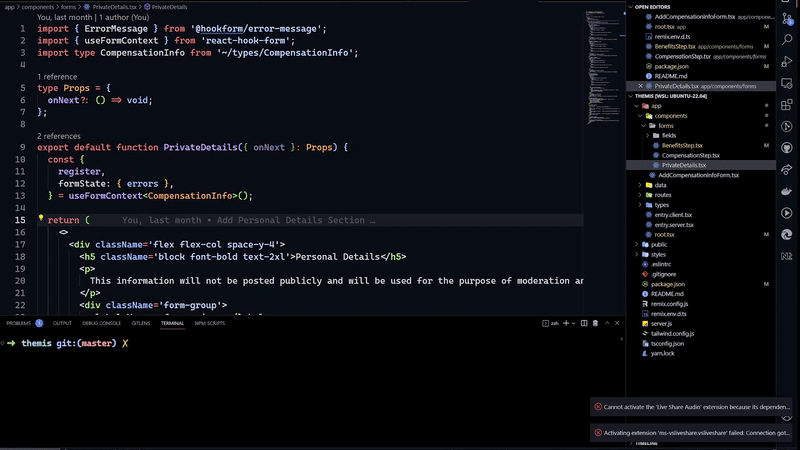 app > components > forms > PrivateDetails.tsx > PrivateDetails
You, last month | 1 author (You)
1 import { ErrorMessage } from '@hookform/error-message';
2 import { useFormContext } from 'react-hook-form';
3 import type CompensationInfo from '~/types/CompensationInfo';
4
1 reference
5 type Props = {
6 onNext?: () => void;
7 };
8
2 references
9 export default function PrivateDetails({ onNext }: Props) {
10 const {
11 register,
12 formState: { errors },
13 } = useFormContext<CompensationInfo>();
14
15 return ( You, last month • Add Personal Details Section …
16 <>
17 <div className='flex flex-col space-y-4'>
18 <h5 className='block font-bold text-2xl'>Personal Details</h5>
19 <p>
20 This information will not be posted publicly and will be used for the purpose of moderation an
21 </p>
22 <div className='form-group'>
PROBLEMS 3 OUTPUT DEBUG CONSOLE GITLENS TERMINAL NPM SCRIPTS
zsh
→ themis git:(master) ✗
OPEN EDITORS
AddCompensationInfoForm.tsx
root.tsx app M
remix.env.d.ts
BenefitsStep.tsx app/components/forms M
CompensationStep.tsx app/components/forms
package.json M
README.md
PrivateDetails.tsx app/components/forms
THEMIS [WSL: UBUNTU-22.04]
app
components
forms
fields
BenefitsStep.tsx M
CompensationStep.tsx
PrivateDetails.tsx
AddCompensationInfoForm.tsx
data
routes
types
entry.client.tsx
entry.server.tsx
root.tsx M
public
styles
.eslintrc
.gitignore
package.json M
README.md
remix.config.js
remix.env.d.ts
server.js
tailwind.config.js
tsconfig.json
yarn.lock
Cannot activate the 'Live Share Audio' extension because its dependen...
Activating extension 'ms-vsliveshare.vsliveshare' failed: Connection got...
TIMELINE